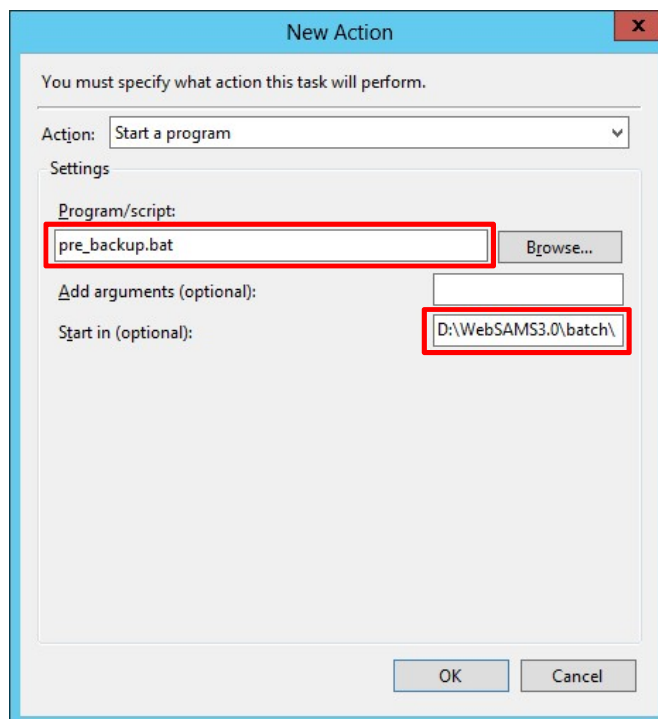 New Action
x
You must specify what action this task will perform.
Action: Start a program
Settings
Program/script:
pre_backup.bat Browse...
Add arguments (optional):
Start in (optional): D:\WebSAMS3.0\batch\
OK Cancel